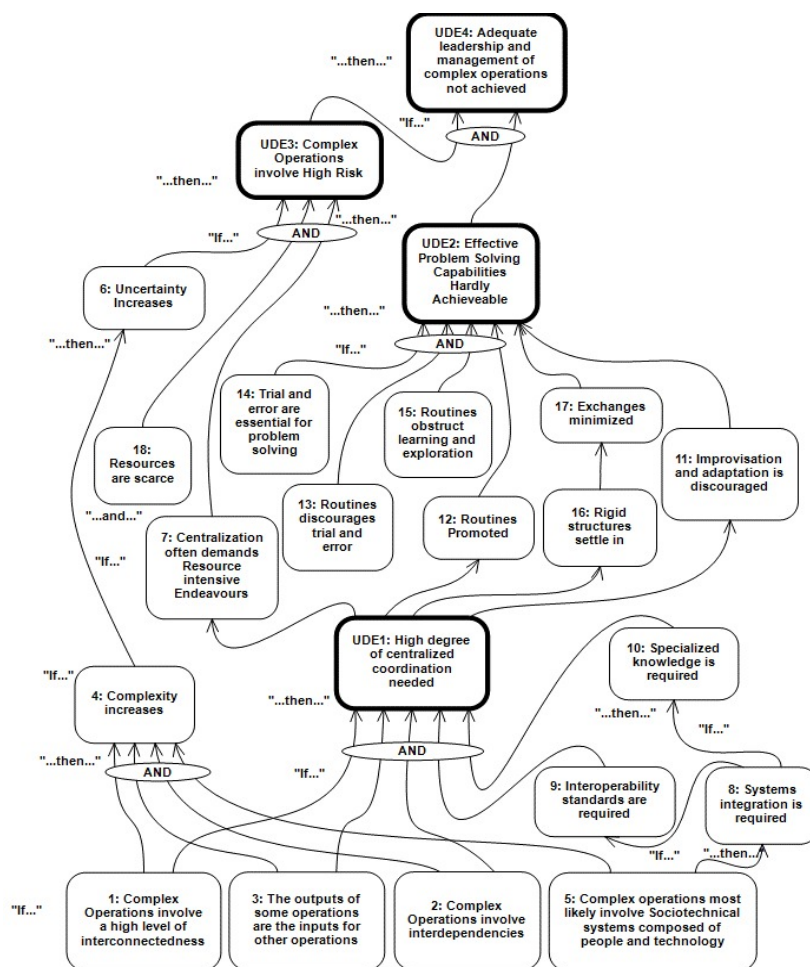 UDE4: Adequate
leadership and
management of
complex operations
not achieved
"...then..."
"If..."
AND
UDE3: Complex
Operations
involve High Risk
"...then..."
"...then..."
AND
"If..."
UDE2: Effective
Problem Solving
Capabilities
Hardly
Achieveable
6: Uncertainty
Increases
"...then..."
"...then..."
AND
"If..."
14: Trial and
error are
essential for
problem
solving
15: Routines
obstruct
learning and
exploration
17: Exchanges
minimized
11: Improvisation
and adaptation is
discouraged
18:
Resources
are scarce
"...and..."
13: Routines
discourages
trial and
error
12: Routines
Promoted
16: Rigid
structures
settle in
7: Centralization
often demands
Resource
intensive
Endeavours
"If..."
UDE1: High degree
of centralized
coordination
needed
10: Specialized
knowledge is
required
"If..."
4: Complexity
increases
"...then..."
"...then..."
"If..."
"...then..."
AND
"If..."
AND
9: Interoperability
standards are
required
8: Systems
integration is
required
"If..."
"...then..."
"If..."
1: Complex
Operations involve
a high level of
interconnectedness
3: The outputs of
some operations
are the inputs for
other operations
2: Complex
Operations involve
interdependencies
5: Complex operations most
likely involve Sociotechnical
systems composed of
people and technology